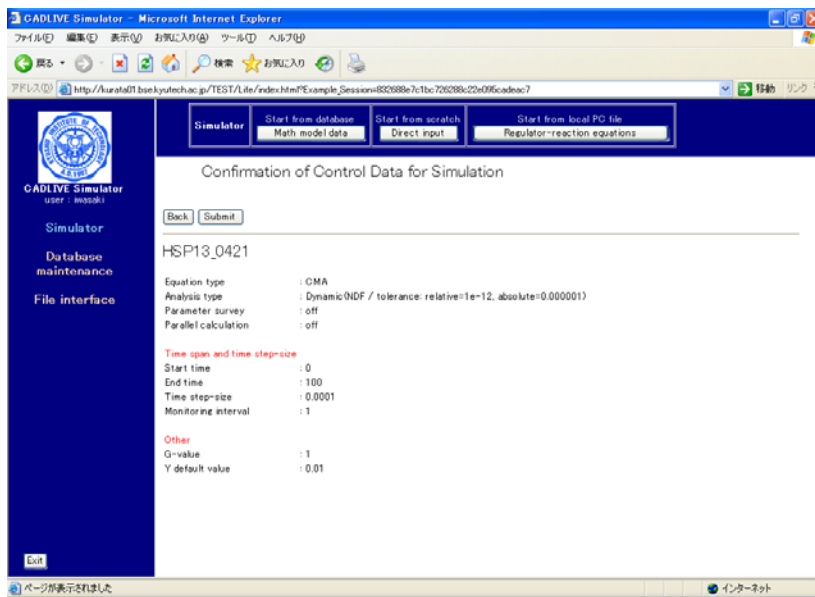 CADLIVE Simulator - Microsoft Internet Explorer
ファイル(F) 編集(E) 表示(V) お気に入り(A) ツール(T) ヘルプ(H)
戻る 検索 お気に入り
アドレス(D) http://kurata01.bse.kyutech.ac.jp/TEST/Lite/index.html?Example_Session=832688e7c1bc726288c22e095cadeac7 移動 リンク
Simulator
Start from database
Math model data
Start from scratch
Direct input
Start from local PC file
Regulator-reaction equations
CADLIVE Simulator
user : iwasaki
Simulator
Database
maintenance
File interface
Exit
Confirmation of Control Data for Simulation
Back Submit
HSP13_0421
Equation type : CMA
Analysis type : Dynamic(NDF / tolerance: relative=1e-12, absolute=0.000001)
Parameter survey : off
Parallel calculation : off
Time span and time step-size
Start time : 0
End time : 100
Time step-size : 0.0001
Monitoring interval : 1
Other
G-value : 1
Y default value : 0.01
ページが表示されました インターネット